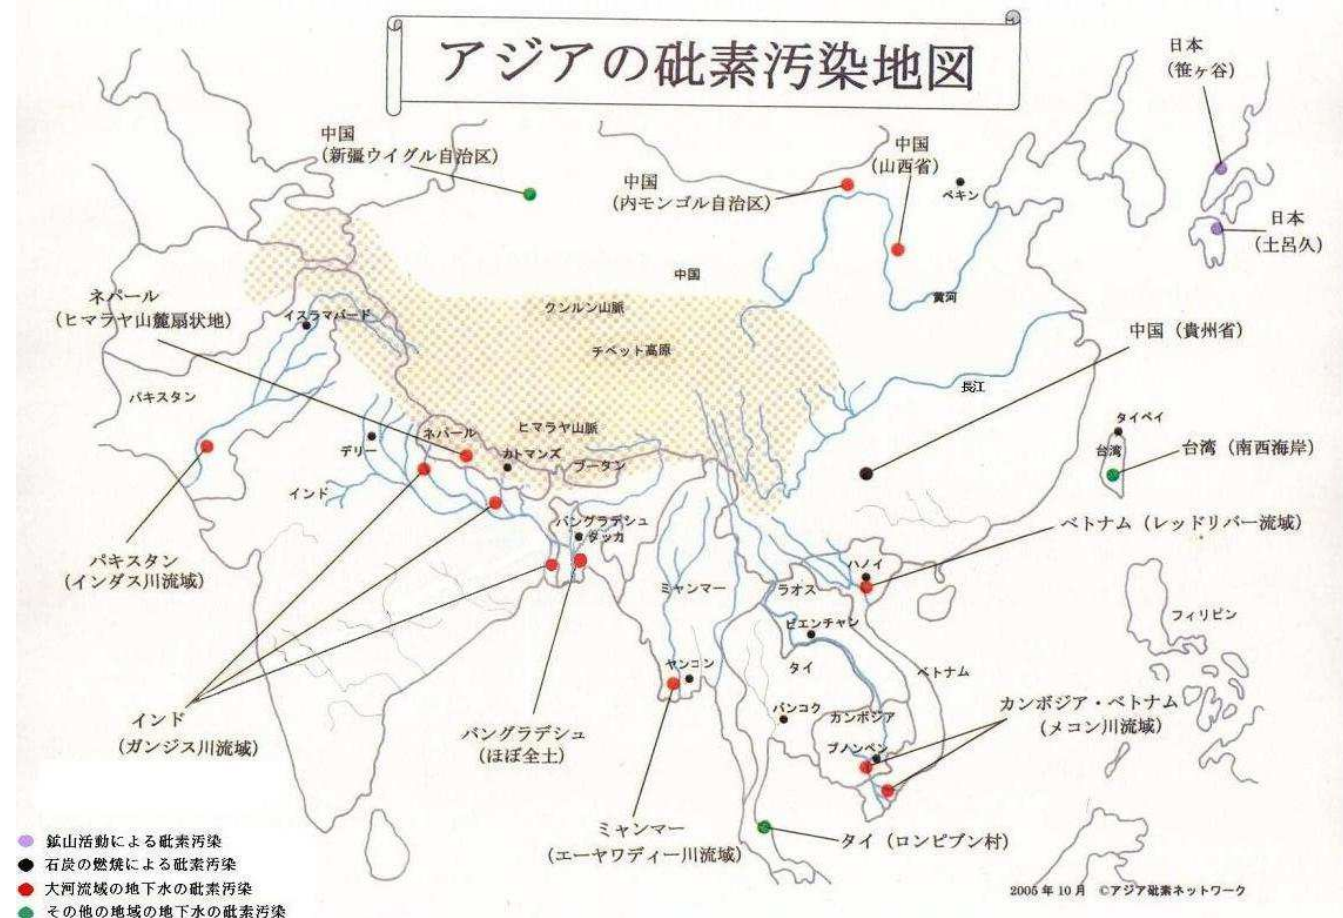 アジアの砒素汚染地図
日本
(笹ヶ谷)
中国
(新疆ウイグル自治区)
中国
(山西省)
中国
(内モンゴル自治区)
ペキン
日本
(土呂久)
中国
黄河
ネパール
(ヒマラヤ山麓扇状地)
クンルン山脈
イスラマバード
中国(貴州省)
チベット高原
長江
パキスタン
タイペイ
ネパール
ヒマラヤ山脈
デリー
カトマンズ
台湾
台湾(南西海岸)
ブータン
インド
バングラデシュ
ダッカ
ベトナム(レッドリバー流域)
パキスタン
(インダス川流域)
ハノイ
ミャンマー
ラオス
フィリピン
ビエンチャン
ヤンゴン
タイ
ベトナム
バンコク
カンボジア
カンボジア・ベトナム
(メコン川流域)
インド
(ガンジス川流域)
バングラデシュ
(ほぼ全土)
プノンペン
ミャンマー
(エーヤワディー川流域)
タイ(ロンピブン村)
鉱山活動による砒素汚染
石炭の燃焼による砒素汚染
大河流域の地下水の砒素汚染
その他の地域の地下水の砒素汚染
2005年10月 ©アジア砒素ネットワーク